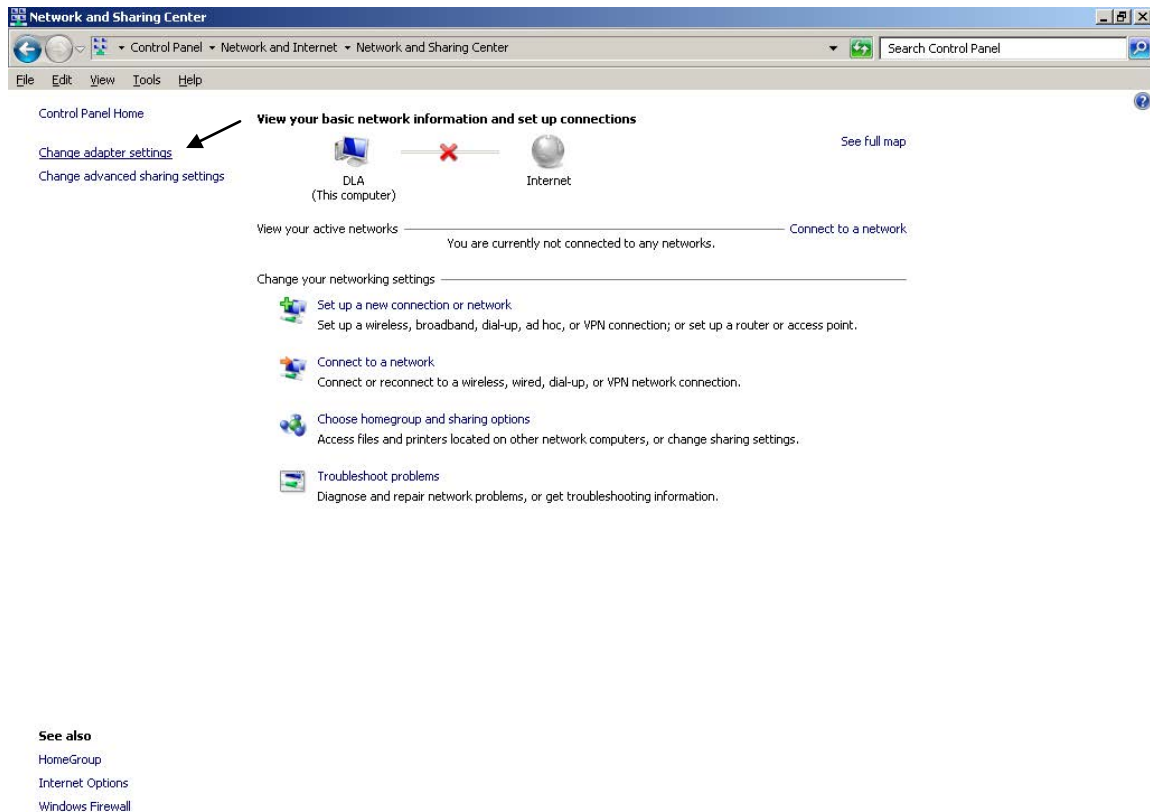 Network and Sharing Center
Control Panel Network and Internet Network and Sharing Center
Search Control Panel
File Edit View Tools Help
Control Panel Home
Change adapter settings
Change advanced sharing settings
View your basic network information and set up connections
See full map
DLA
(This computer)
Internet
View your active networks
Connect to a network
You are currently not connected to any networks.
Change your networking settings
Set up a new connection or network
Set up a wireless, broadband, dial-up, ad hoc, or VPN connection; or set up a router or access point.
Connect to a network
Connect or reconnect to a wireless, wired, dial-up, or VPN network connection.
Choose homegroup and sharing options
Access files and printers located on other network computers, or change sharing settings.
Troubleshoot problems
Diagnose and repair network problems, or get troubleshooting information.
See also
HomeGroup
Internet Options
Windows Firewall